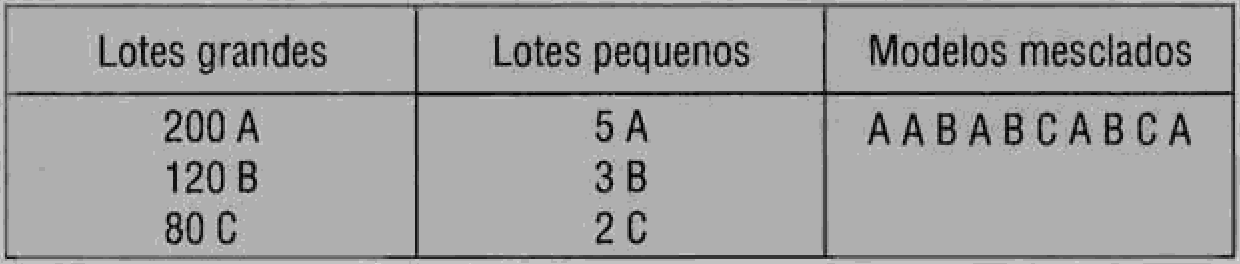 Lotes grandes Lotes pequenos Modelos mesclados
200 A 5 A A A B A B C A B C A
120 B 3 B
80 C 2 C